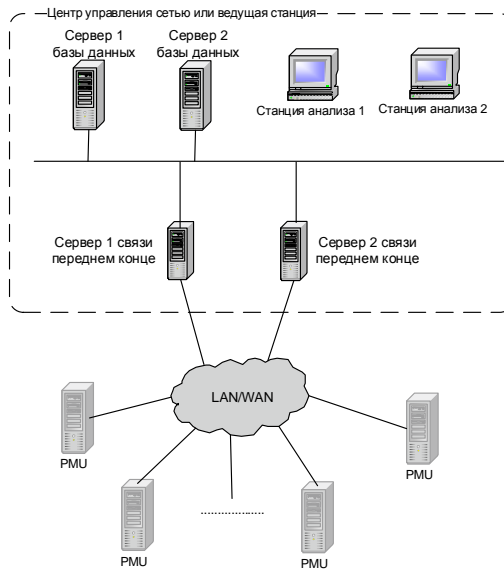 Центр управления сетью или ведущая станция
Сервер 1
базы данных
Сервер 2
базы данных
Станция анализа 1
Станция анализа 2
Сервер 1 связи
переднем конце
Сервер 2 связи
переднем конце
LAN/WAN
PMU
PMU
PMU
PMU
...................